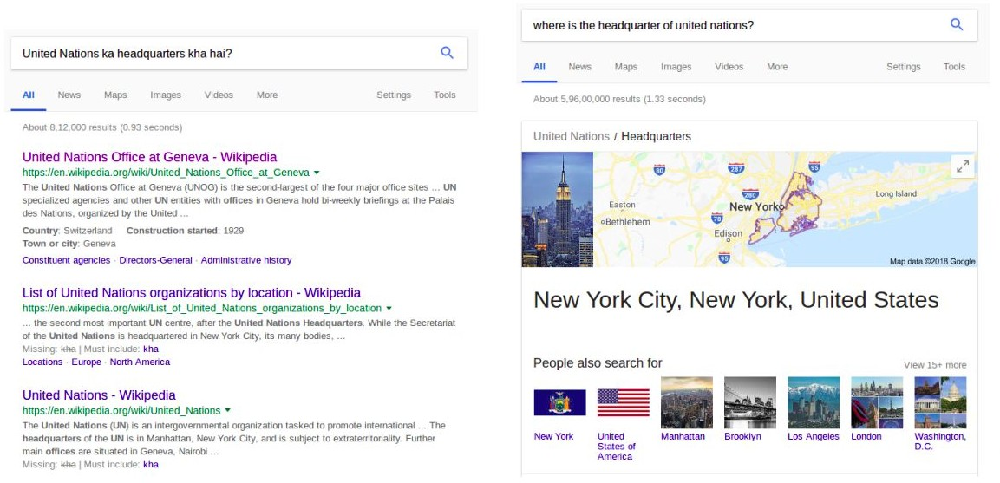 United Nations ka headquarters kha hai?
All News Maps Images Videos More Settings Tools
About 8,12,000 results (0.93 seconds)
United Nations Office at Geneva - Wikipedia
https://en.wikipedia.org/wiki/United_Nations_Office_at_Geneva
The United Nations Office at Geneva (UNOG) is the second-largest of the four major office sites ... UN
specialized agencies and other UN entities with offices in Geneva hold bi-weekly briefings at the Palais
des Nations, organized by the United ...
Country: Switzerland Construction started: 1929
Town or city: Geneva
Constituent agencies · Directors-General · Administrative history
List of United Nations organizations by location - Wikipedia
https://en.wikipedia.org/wiki/List_of_United_Nations_organizations_by_location
... the second most important UN centre, after the United Nations Headquarters. While the Secretariat
of the United Nations is headquartered in New York City, its many bodies, ...
Missing: kha | Must include: kha
Locations · Europe · North America
United Nations - Wikipedia
https://en.wikipedia.org/wiki/United_Nations
The United Nations (UN) is an intergovernmental organization tasked to promote international ... The
headquarters of the UN is in Manhattan, New York City, and is subject to extraterritoriality. Further
main offices are situated in Geneva, Nairobi ...
Missing: kha | Must include: kha
where is the headquarter of united nations?
All News Maps Images Videos More Settings Tools
About 5,96,00,000 results (1.33 seconds)
United Nations / Headquarters
80
287
95
Long Island
280
Easton
New York
Bethlehem
78
Edison
95
Map data ©2018 Google
New York City, New York, United States
People also search for
View 15+ more
New York
United
States of
America
Manhattan
Brooklyn
Los Angeles
London
Washington,
D.C.